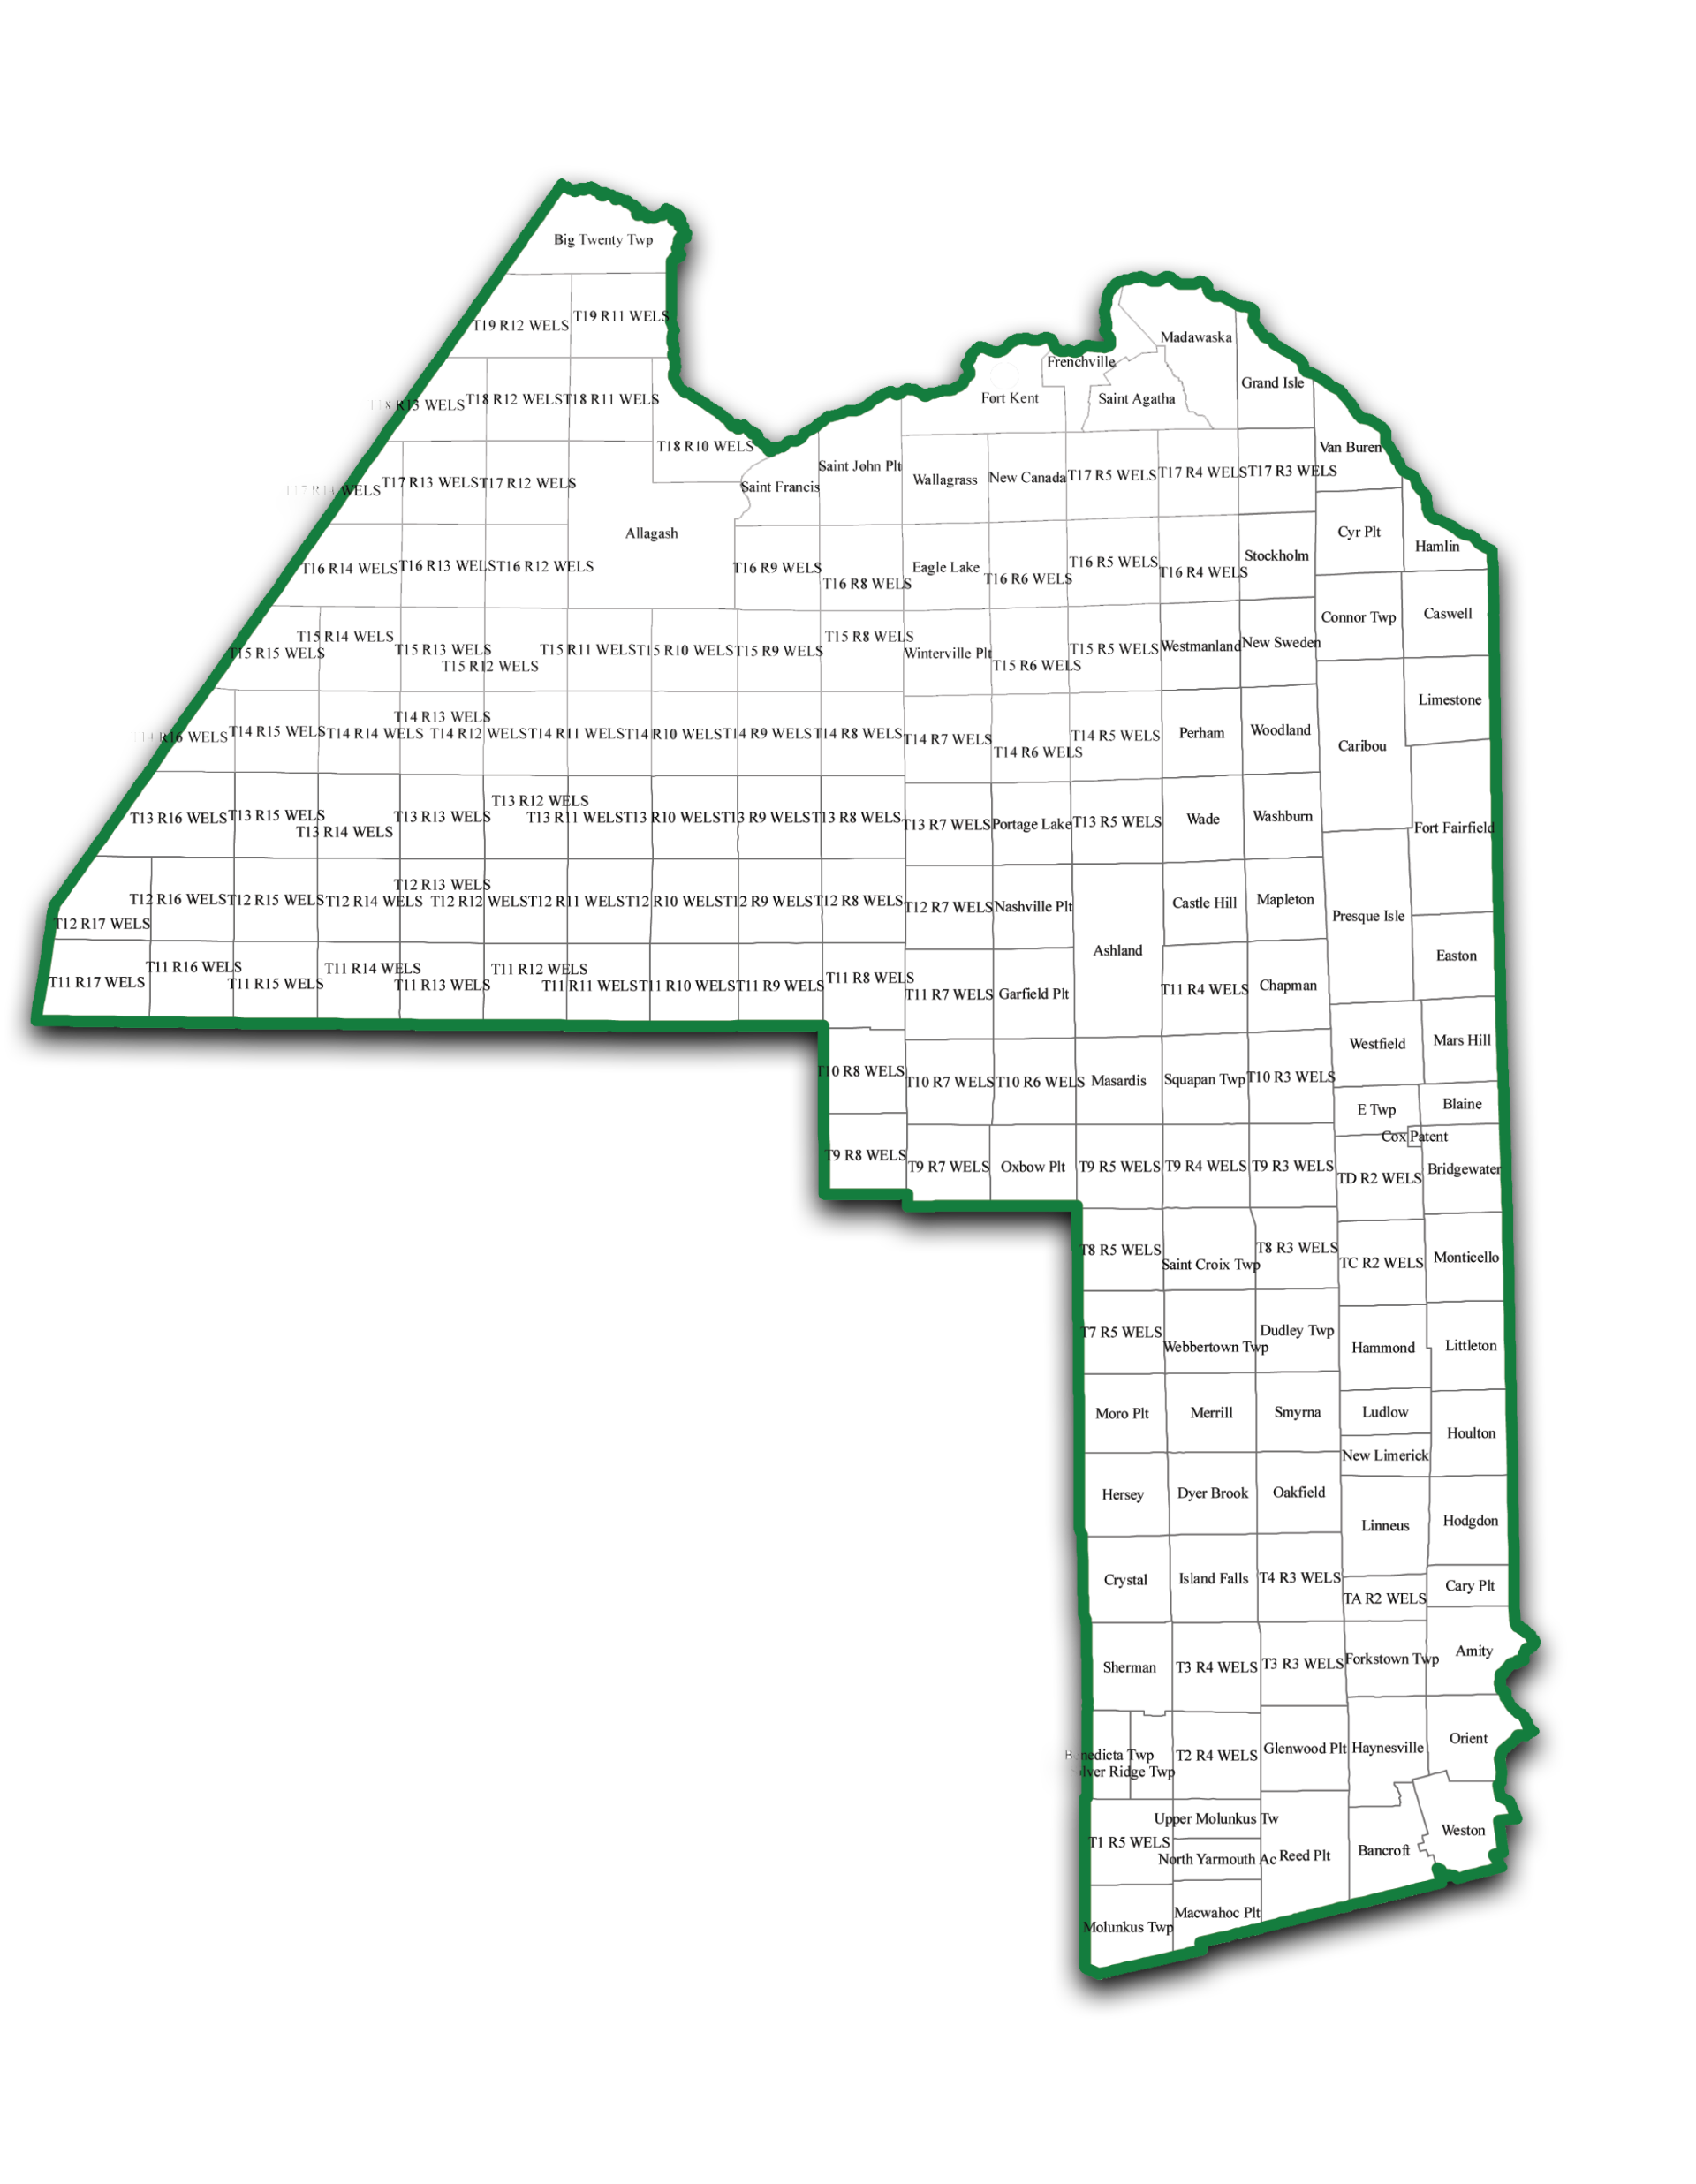 Big Twenty Twp
T19 R12 WELS
T19 R11 WELS
Madawaska
Frenchville
Grand Isle
R13 WELS
T18 R12 WELS
T18 R11 WELS
Fort Kent
Saint Agatha
T18 R10 WELS
Van Buren
Saint John Plt
WELS
T17 R13 WELS
T17 R12 WELS
Saint Francis
Wallagrass
New Canada
T17 R5 WELS
T17 R4 WELS
T17 R3 WELS
Allagash
Cyr Plt
Hamlin
T16 R14 WELS
T16 R13 WELS
T16 R12 WELS
T16 R9 WELS
T16 R8 WELS
Eagle Lake
T16 R6 WELS
T16 R5 WELS
T16 R4 WELS
Stockholm
Connor Twp
Caswell
T15 R15 WELS
T15 R14 WELS
T15 R13 WELS
T15 R12 WELS
T15 R11 WELS
T15 R10 WELS
T15 R9 WELS
T15 R8 WELS
Winterville Plt
T15 R6 WELS
T15 R5 WELS
Westmanland
New Sweden
Limestone
R16 WELS
T14 R15 WELS
T14 R14 WELS
T14 R13 WELS
T14 R12 WELS
T14 R11 WELS
T14 R10 WELS
T14 R9 WELS
T14 R8 WELS
T14 R7 WELS
T14 R6 WELS
T14 R5 WELS
Perham
Woodland
Caribou
T13 R16 WELS
T13 R15 WELS
T13 R14 WELS
T13 R13 WELS
T13 R12 WELS
T13 R11 WELS
T13 R10 WELS
T13 R9 WELS
T13 R8 WELS
T13 R7 WELS
Portage Lake
T13 R5 WELS
Wade
Washburn
Fort Fairfield
T12 R17 WELS
T12 R16 WELS
T12 R15 WELS
T12 R14 WELS
T12 R13 WELS
T12 R12 WELS
T12 R11 WELS
T12 R10 WELS
T12 R9 WELS
T12 R8 WELS
T12 R7 WELS
Nashville Plt
Ashland
Castle Hill
Mapleton
Presque Isle
Easton
T11 R17 WELS
T11 R16 WELS
T11 R15 WELS
T11 R14 WELS
T11 R13 WELS
T11 R12 WELS
T11 R11 WELS
T11 R10 WELS
T11 R9 WELS
T11 R8 WELS
T11 R7 WELS
Garfield Plt
T11 R4 WELS
Chapman
Westfield
Mars Hill
T10 R8 WELS
T10 R7 WELS
T10 R6 WELS
Masardis
Squapan Twp
T10 R3 WELS
E Twp
Blaine
Cox Patent
T9 R8 WELS
T9 R7 WELS
Oxbow Plt
T9 R5 WELS
T9 R4 WELS
T9 R3 WELS
TD R2 WELS
Bridgewater
T8 R5 WELS
Saint Croix Twp
T8 R3 WELS
TC R2 WELS
Monticello
T7 R5 WELS
Webbertown Twp
Dudley Twp
Hammond
Littleton
Moro Plt
Merrill
Smyrna
Ludlow
Houlton
New Limerick
Hersey
Dyer Brook
Oakfield
Linneus
Hodgdon
Crystal
Island Falls
T4 R3 WELS
TA R2 WELS
Cary Plt
Sherman
T3 R4 WELS
T3 R3 WELS
Forkstown Twp
Amity
Benedicta Twp
T2 R4 WELS
Glenwood Plt
Haynesville
Orient
Silver Ridge Twp
Upper Molunkus Tw
T1 R5 WELS
North Yarmouth Ac
Reed Plt
Bancroft
Weston
Molunkus Twp
Macwahoc Plt